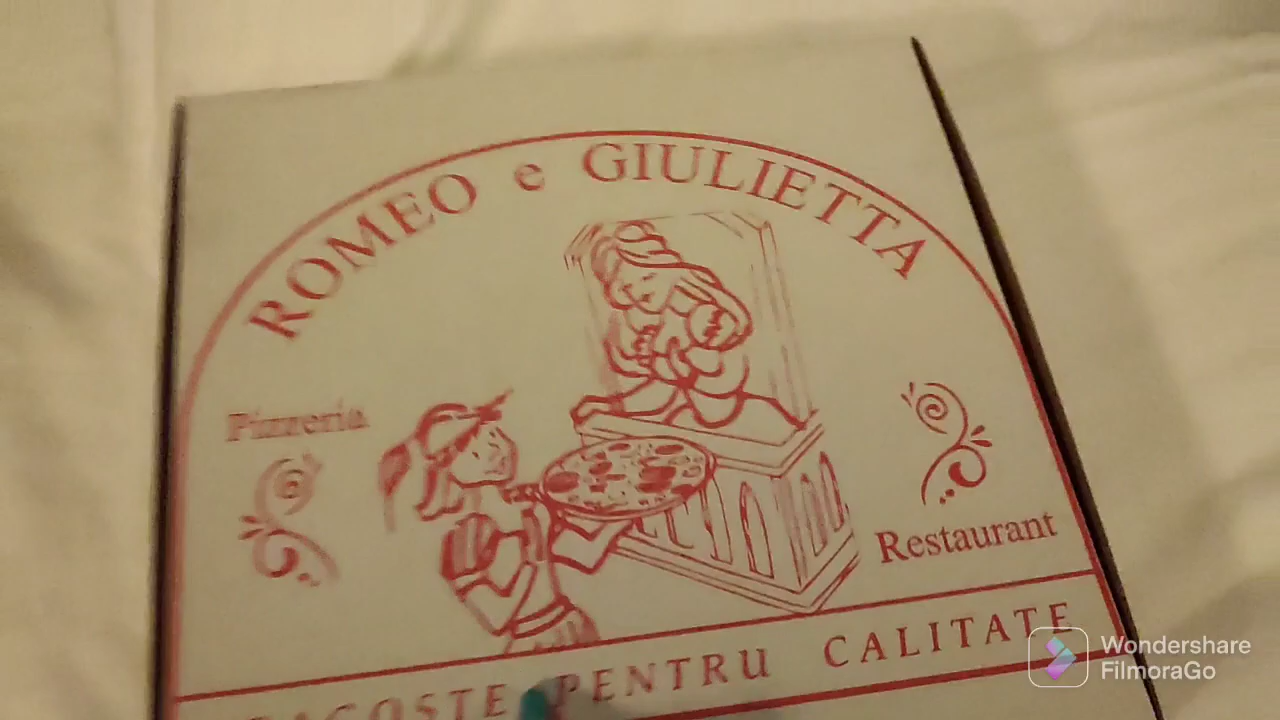 ROMEO e GIULIETTA
Pizzeria
Restaurant
PENTRU CALITATE
Wondershare
FilmoraGo